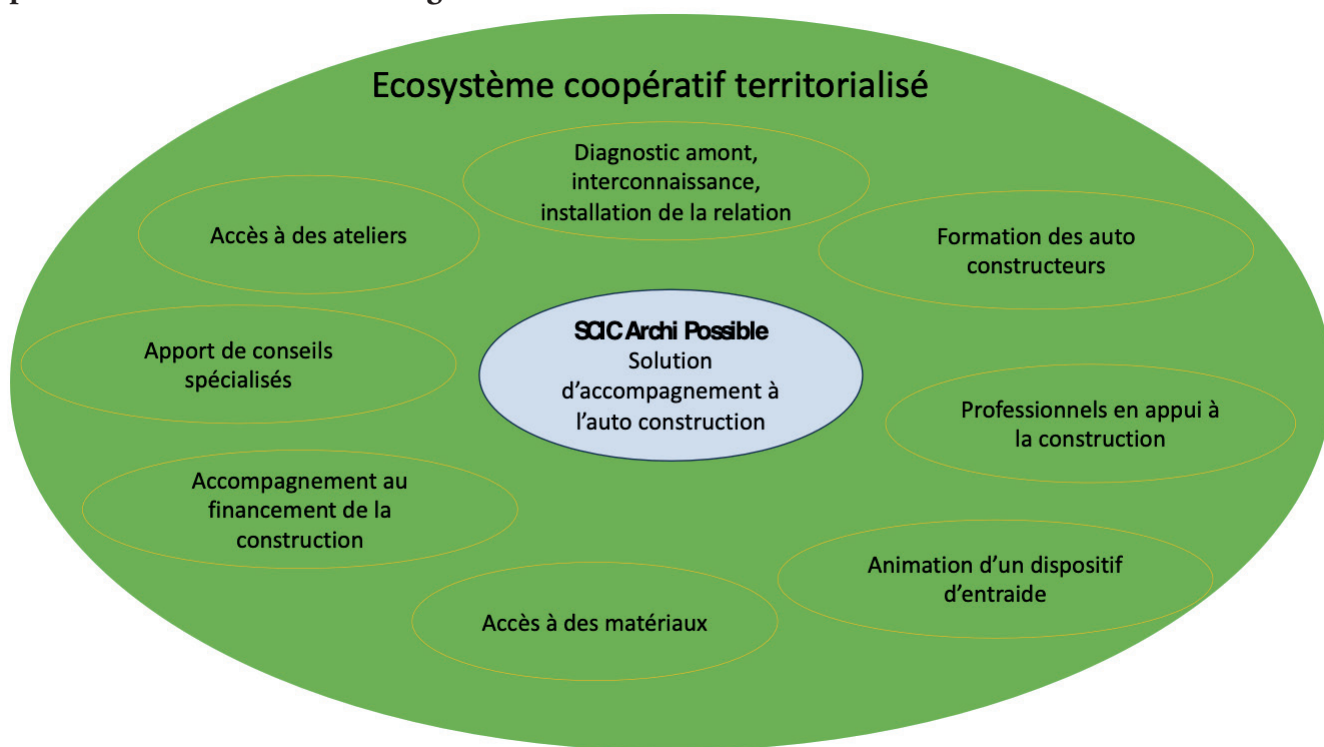 Ecosystème coopératif territorialisé
Diagnostic amont,
interconnaissance,
installation de la relation
Accès à des ateliers
Formation des auto
constructeurs
SCIC Archi Possible
Solution
d'accompagnement à
l'auto construction
Apport de conseils
spécialisés
Professionnels en appui à
la construction
Accompagnement au
financement de la
construction
Animation d'un dispositif
d'entraide
Accès à des matériaux